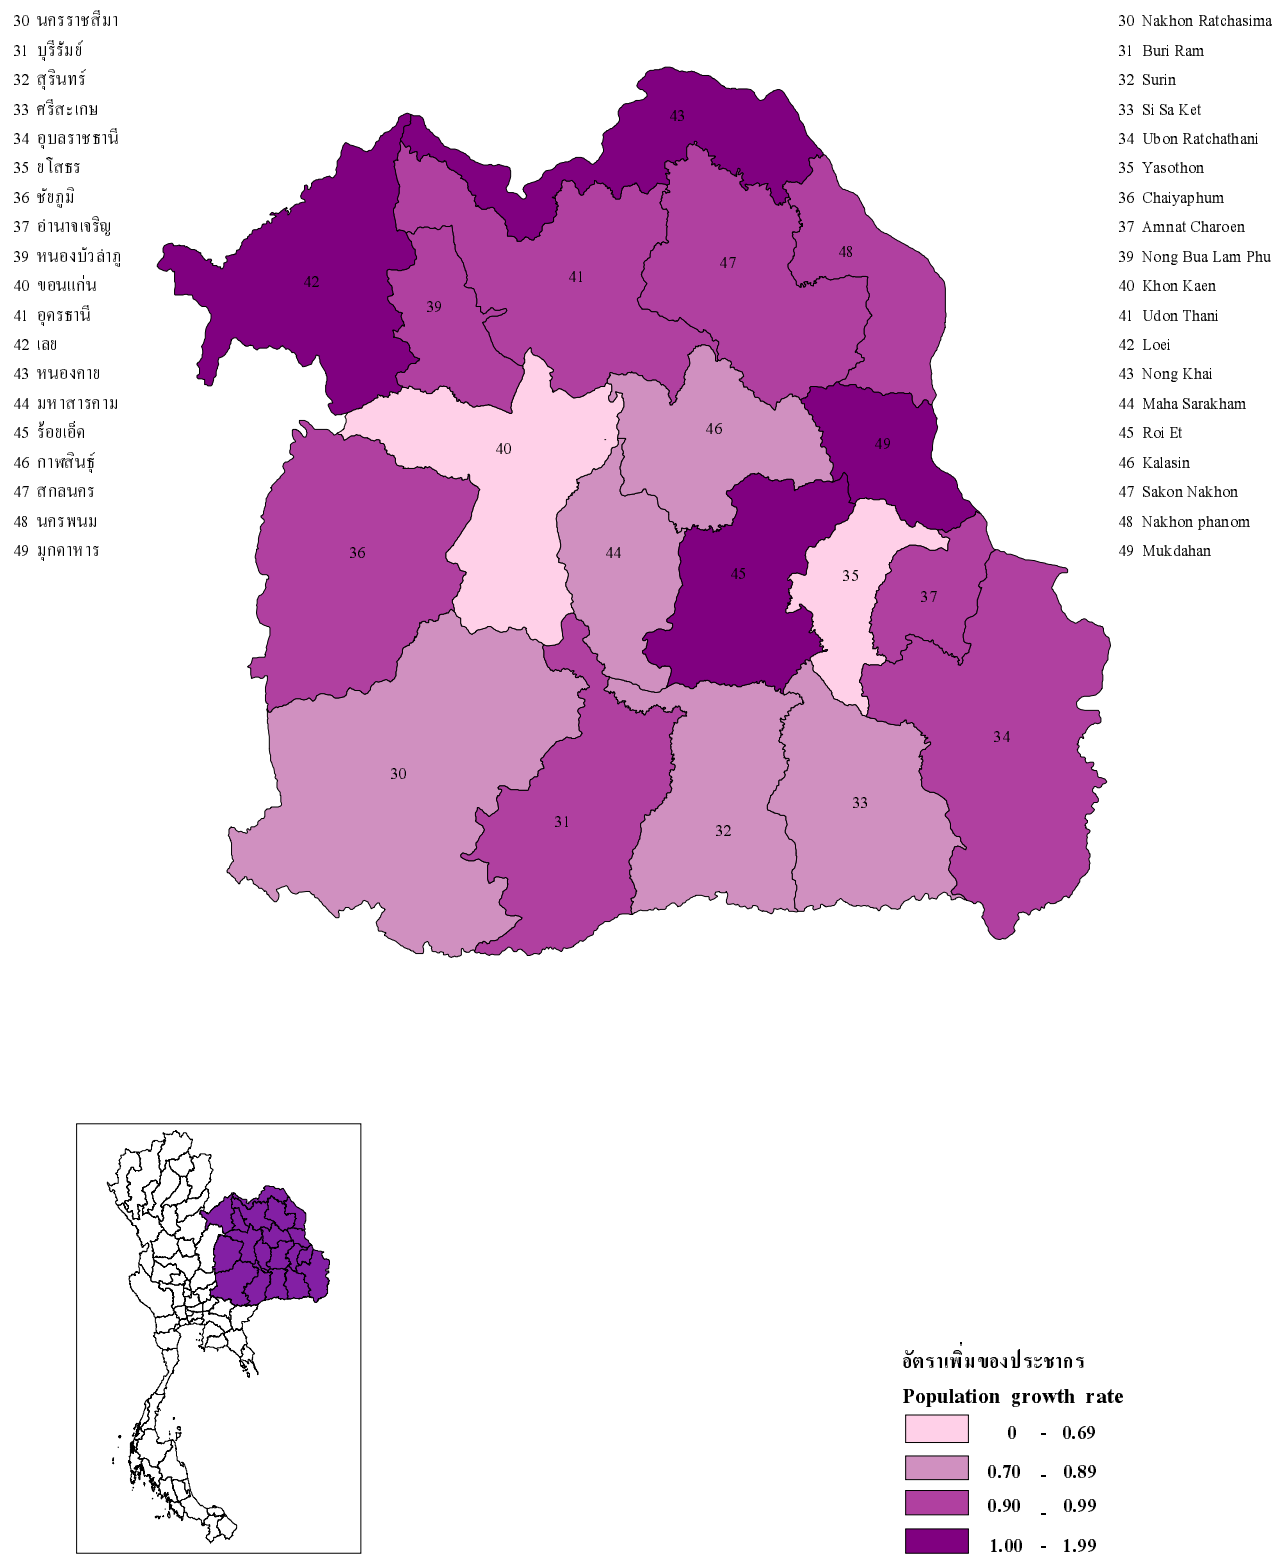 30 นครราชสีมา
31 บุรีรัมย์
32 สุรินทร์
33 ศรีสะเกษ
34 อุบลราชธานี
35 ยโสธร
36 ชัยภูมิ
37 อำนาจเจริญ
39 หนองบัวลำภู
40 ขอนแก่น
41 อุดรธานี
42 เลย
43 หนองคาย
44 มหาสารคาม
45 ร้อยเอ็ด
46 กาฬสินธุ์
47 สกลนคร
48 นครพนม
49 มุกดาหาร
30 Nakhon Ratchasima
31 Buri Ram
32 Surin
33 Si Sa Ket
34 Ubon Ratchathani
35 Yasothon
36 Chaiyaphum
37 Amnat Charoen
39 Nong Bua Lam Phu
40 Khon Kaen
41 Udon Thani
42 Loei
43 Nong Khai
44 Maha Sarakham
45 Roi Et
46 Kalasin
47 Sakon Nakhon
48 Nakhon phanom
49 Mukdahan
43
48
47
41
42
39
46
49
40
36
44
45
35
37
34
30
33
31
32
อัตราเพิ่มของประชากร
Population growth rate
0 - 0.69
0.70 - 0.89
0.90 - 0.99
1.00 - 1.99